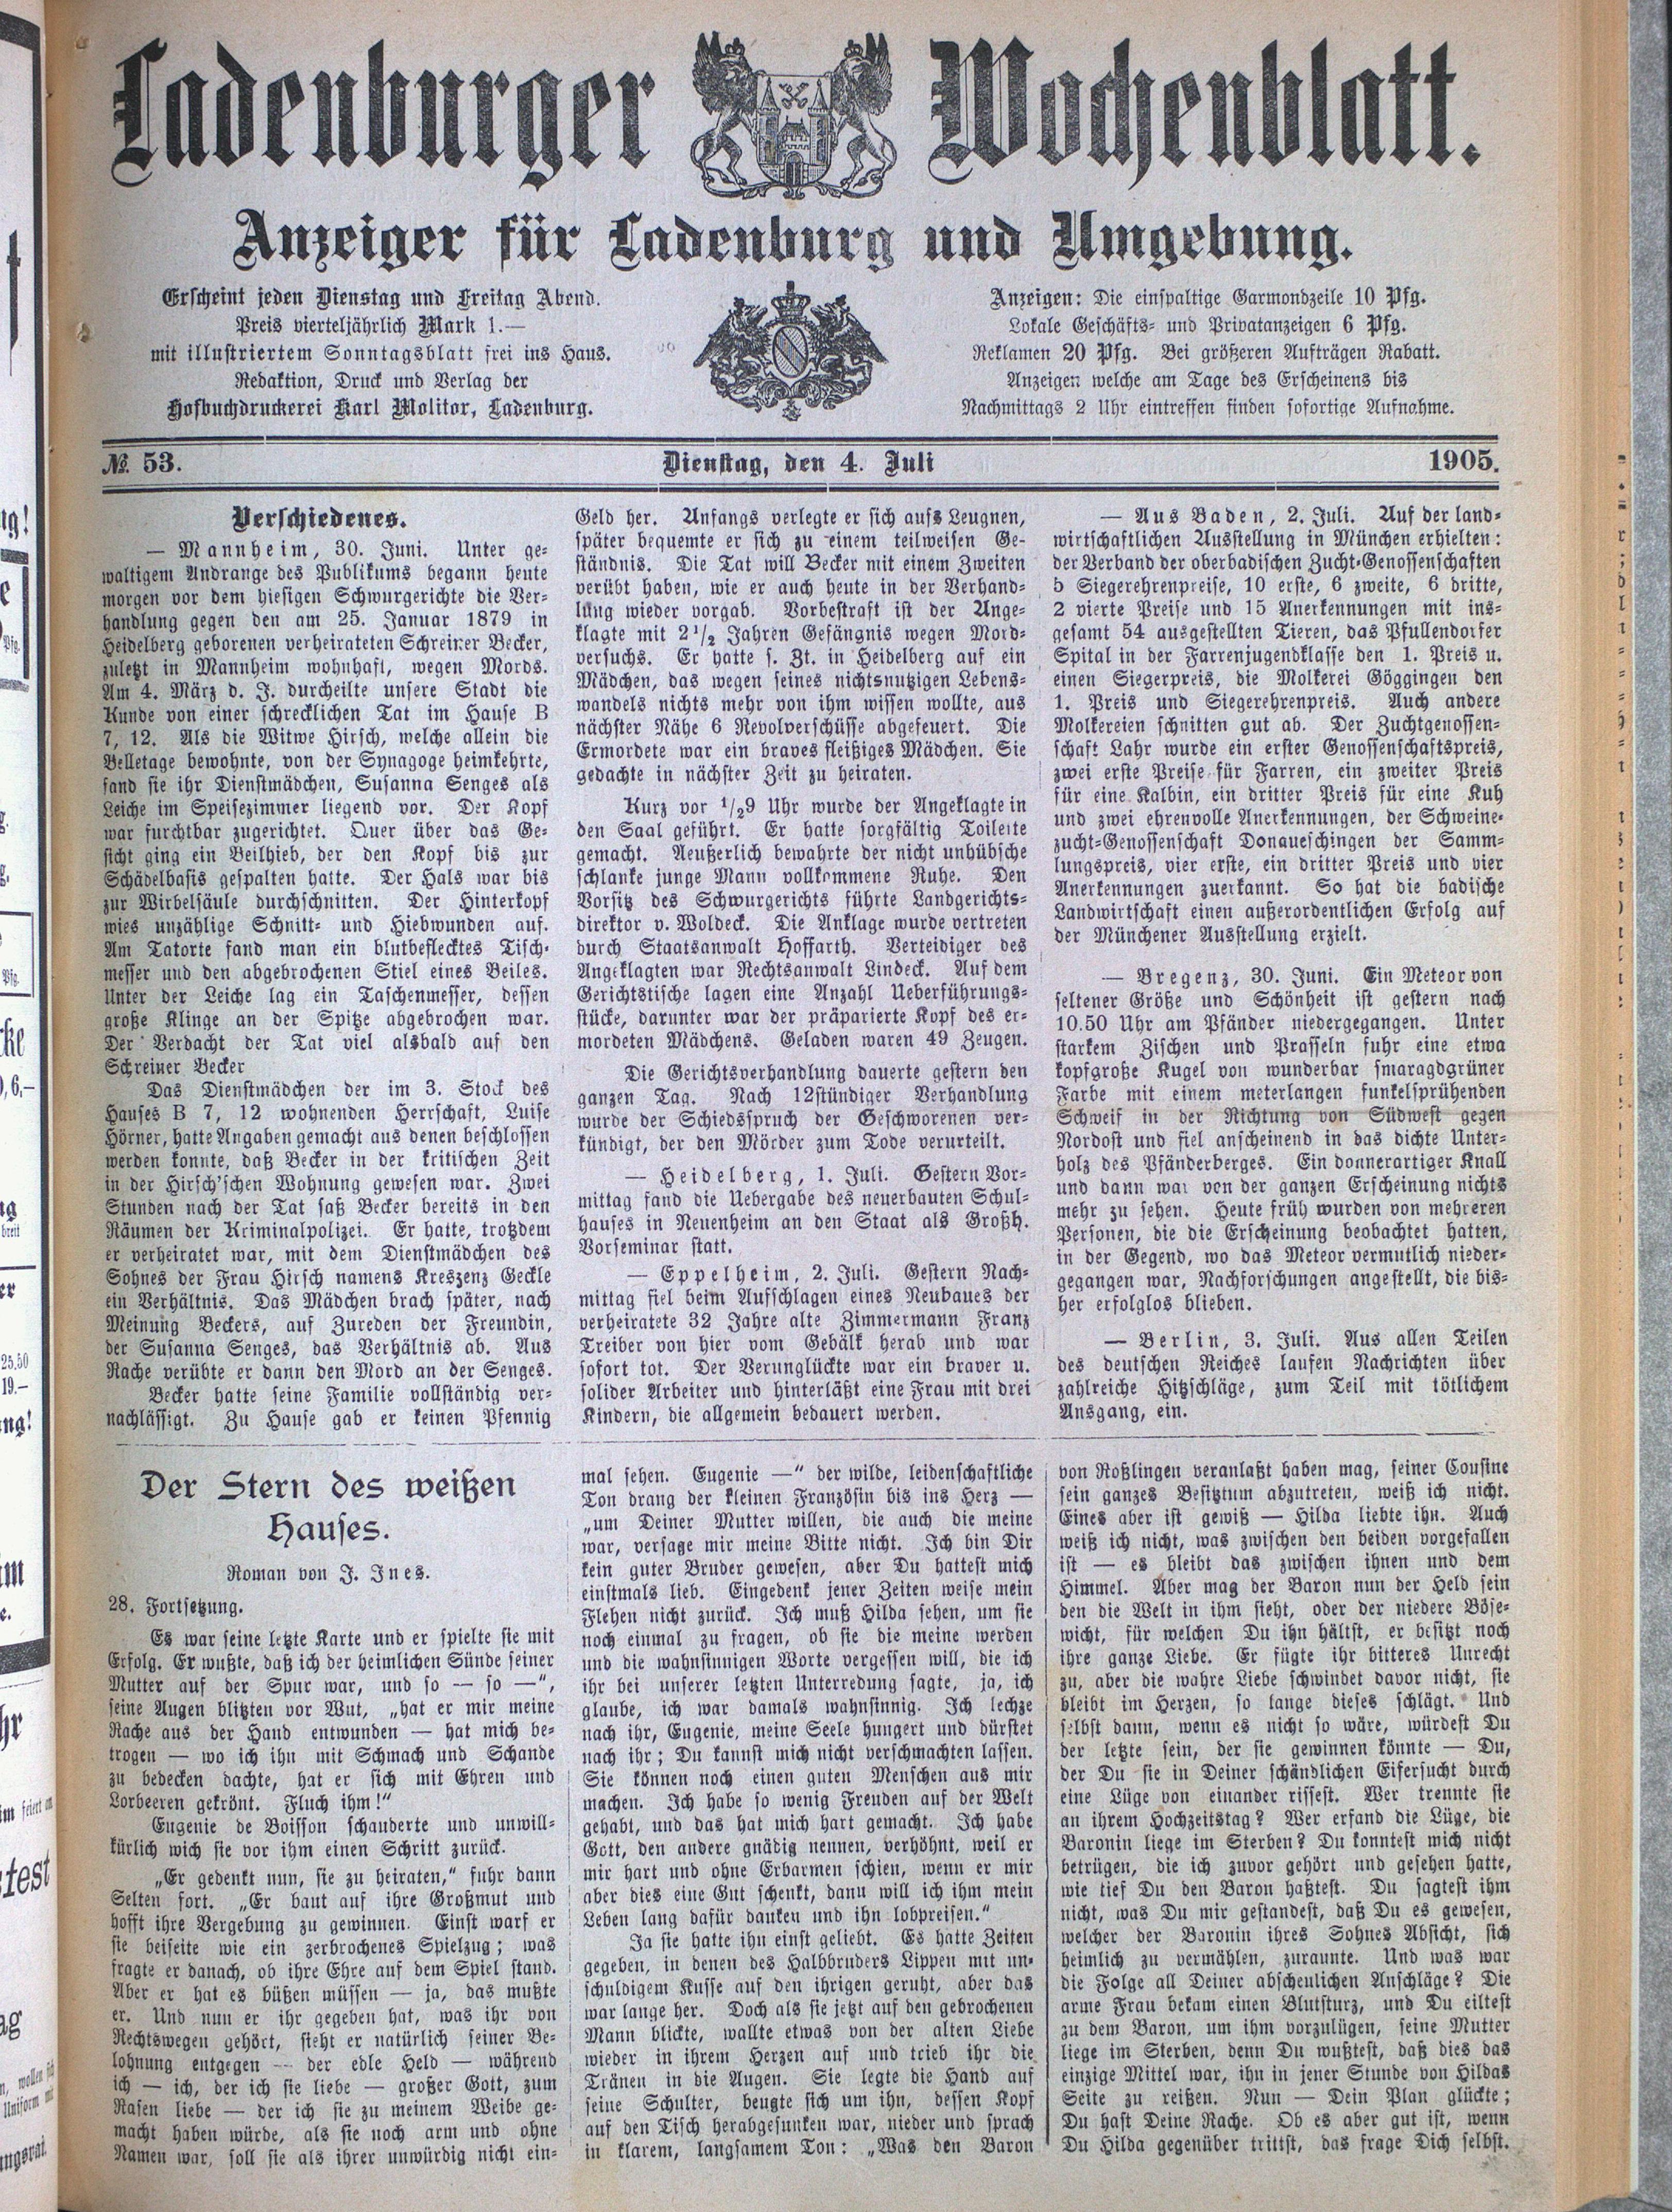 Ladenburger Wochenblatt.
Anzeiger für Ladenburg und Umgebung.
Erscheint jeden Dienstag und Freitag Abend.
Preis vierteljährlich Mark 1.—
mit illustriertem Sonntagsblatt frei ins Haus.
Redaktion, Druck und Verlag der
Hofbuchdruckerei Karl Molitor, Ladenburg.
Anzeigen: Die einspaltige Garmondzeile 10 Pfg.
Lokale Geschäfts- und Privatanzeigen 6 Pfg.
Reklamen 20 Pfg. Bei größeren Aufträgen Rabatt.
Anzeigen welche am Tage des Erscheinens bis
Nachmittags 2 Uhr eintreffen finden sofortige Aufnahme.
№. 53.
Dienstag, den 4. Juli
1905.
Verschiedenes.
— Mannheim, 30. Juni. Unter ge-
waltigem Andrange des Publikums begann heute
morgen vor dem hiesigen Schwurgerichte die Ver-
handlung gegen den am 25. Januar 1879 in
Heidelberg geborenen verheirateten Schreiner Becker,
zuletzt in Mannheim wohnhaft, wegen Mords.
Am 4. März d. J. durcheilte unsere Stadt die
Kunde von einer schrecklichen Tat im Hause B
7, 12. Als die Witwe Hirsch, welche allein die
Belletage bewohnte, von der Synagoge heimkehrte,
fand sie ihr Dienstmädchen, Susanna Senges als
Leiche im Speisezimmer liegend vor. Der Kopf
war furchtbar zugerichtet. Quer über das Ge-
sicht ging ein Beilhieb, der den Kopf bis zur
Schädelbasis gespalten hatte. Der Hals war bis
zur Wirbelsäule durchschnitten. Der Hinterkopf
wies unzählige Schnitt- und Hiebwunden auf.
Am Tatorte fand man ein blutbeflecktes Tisch-
messer und den abgebrochenen Stiel eines Beiles.
Unter der Leiche lag ein Taschenmesser, dessen
große Klinge an der Spitze abgebrochen war.
Der Verdacht der Tat viel alsbald auf den
Schreiner Becker
Das Dienstmädchen der im 3. Stock des
Hauses B 7, 12 wohnenden Herrschaft, Luise
Hörner, hatte Angaben gemacht aus denen beschlossen
werden konnte, daß Becker in der kritischen Zeit
in der Hirsch'schen Wohnung gewesen war. Zwei
Stunden nach der Tat saß Becker bereits in den
Räumen der Kriminalpolizei. Er hatte, trotzdem
er verheiratet war, mit dem Dienstmädchen des
Sohnes der Frau Hirsch namens Kreszenz Geckle
ein Verhältnis. Das Mädchen brach später, nach
Meinung Beckers, auf Zureden der Freundin,
der Susanna Senges, das Verhältnis ab. Aus
Rache verübte er dann den Mord an der Senges.
Becker hatte seine Familie vollständig ver-
nachlässigt. Zu Hause gab er keinen Pfennig
Geld her. Anfangs verlegte er sich aufs Leugnen,
später bequemte er sich zu einem teilweisen Ge-
ständnis. Die Tat will Becker mit einem Zweiten
verübt haben, wie er auch heute in der Verhand-
lung wieder vorgab. Vorbestraft ist der Ange-
klagte mit 2 1/2 Jahren Gefängnis wegen Mord-
versuchs. Er hatte s. Zt. in Heidelberg auf ein
Mädchen, das wegen seines nichtsnutzigen Lebens-
wandels nichts mehr von ihm wissen wollte, aus
nächster Nähe 6 Revolverschüsse abgefeuert. Die
Ermordete war ein braves fleißiges Mädchen. Sie
gedachte in nächster Zeit zu heiraten.
Kurz vor 1/29 Uhr wurde der Angeklagte in
den Saal geführt. Er hatte sorgfältig Toilette
gemacht. Aeußerlich bewahrte der nicht unhübsche
schlanke junge Mann vollkommene Ruhe. Den
Vorsitz des Schwurgerichts führte Landgerichts-
direktor v. Woldeck. Die Anklage wurde vertreten
durch Staatsanwalt Hoffarth. Verteidiger des
Angeklagten war Rechtsanwalt Lindeck. Auf dem
Gerichtstische lagen eine Anzahl Ueberführungs-
stücke, darunter war der präparierte Kopf des er-
mordeten Mädchens. Geladen waren 49 Zeugen.
Die Gerichtsverhandlung dauerte gestern den
ganzen Tag. Nach 12stündiger Verhandlung
wurde der Schiedsspruch der Geschworenen ver-
kündigt, der den Mörder zum Tode verurteilt.
— Heidelberg, 1. Juli. Gestern Vor-
mittag fand die Uebergabe des neuerbauten Schul-
hauses in Neuenheim an den Staat als Großh.
Vorseminar statt.
— Eppelheim, 2. Juli. Gestern Nach-
mittag fiel beim Aufschlagen eines Neubaues der
verheiratete 32 Jahre alte Zimmermann Franz
Treiber von hier vom Gebälk herab und war
sofort tot. Der Verunglückte war ein braver u.
solider Arbeiter und hinterläßt eine Frau mit drei
Kindern, die allgemein bedauert werden.
— Aus Baden, 2. Juli. Auf der land-
wirtschaftlichen Ausstellung in München erhielten:
der Verband der oberbadischen Zucht-Genossenschaften
5 Siegerehrenpreise, 10 erste, 6 zweite, 6 dritte,
2 vierte Preise und 15 Anerkennungen mit ins-
gesamt 54 ausgestellten Tieren, das Pfullendorfer
Spital in der Farrenjugendklasse den 1. Preis u.
einen Siegerpreis, die Molkerei Göggingen den
1. Preis und Siegerehrenpreis. Auch andere
Molkereien schnitten gut ab. Der Zuchtgenossen-
schaft Lahr wurde ein erster Genossenschaftspreis,
zwei erste Preise für Farren, ein zweiter Preis
für eine Kalbin, ein dritter Preis für eine Kuh
und zwei ehrenvolle Anerkennungen, der Schweine-
zucht-Genossenschaft Donaueschingen der Samm-
lungspreis, vier erste, ein dritter Preis und vier
Anerkennungen zuerkannt. So hat die badische
Landwirtschaft einen außerordentlichen Erfolg auf
der Münchener Ausstellung erzielt.
— Bregenz, 30. Juni. Ein Meteor von
seltener Größe und Schönheit ist gestern nach
10.50 Uhr am Pfänder niedergegangen. Unter
starkem Zischen und Prasseln fuhr eine etwa
kopfgroße Kugel von wunderbar smaragdgrüner
Farbe mit einem meterlangen funkelsprühenden
Schweif in der Richtung von Südwest gegen
Nordost und fiel anscheinend in das dichte Unter-
holz des Pfänderberges. Ein donnerartiger Knall
und dann war von der ganzen Erscheinung nichts
mehr zu sehen. Heute früh wurden von mehreren
Personen, die die Erscheinung beobachtet hatten,
in der Gegend, wo das Meteor vermutlich nieder-
gegangen war, Nachforschungen angestellt, die bis-
her erfolglos blieben.
— Berlin, 3. Juli. Aus allen Teilen
des deutschen Reiches laufen Nachrichten über
zahlreiche Hitzschläge, zum Teil mit tötlichem
Ausgang, ein.
Der Stern des weißen
Hauses.
Roman von J. Ines.
28. Fortsetzung.
Es war seine letzte Karte und er spielte sie mit
Erfolg. Er wußte, daß ich der heimlichen Sünde seiner
Mutter auf der Spur war, und so — so —",
seine Augen blitzten vor Wut, „hat er mir meine
Rache aus der Hand entwunden — hat mich be-
trogen — wo ich ihn mit Schmach und Schande
zu bedecken dachte, hat er sich mit Ehren und
Lorbeeren gekrönt. Fluch ihm!"
Eugenie de Boisson schauderte und unwill-
kürlich wich sie vor ihm einen Schritt zurück.
„Er gedenkt nun, sie zu heiraten," fuhr dann
Selten fort. „Er baut auf ihre Großmut und
hofft ihre Vergebung zu gewinnen. Einst warf er
sie beiseite wie ein zerbrochenes Spielzug; was
fragte er danach, ob ihre Ehre auf dem Spiel stand.
Aber er hat es büßen müssen — ja, das mußte
er. Und nun er ihr gegeben hat, was ihr von
Rechtswegen gehört, sieht er natürlich seiner Be-
lohnung entgegen — der edle Held — während
ich — ich, der ich sie liebe — großer Gott, zum
Rasen liebe — der ich sie zu meinem Weibe ge-
macht haben würde, als sie noch arm und ohne
Namen war, soll sie als ihrer unwürdig nicht ein-
mal sehen. Eugenie —" der wilde, leidenschaftliche
Ton drang der kleinen Französin bis ins Herz —
„um Deiner Mutter willen, die auch die meine
war, versage mir meine Bitte nicht. Ich bin Dir
kein guter Bruder gewesen, aber Du hattest mich
einstmals lieb. Eingedenk jener Zeiten weise mein
Flehen nicht zurück. Ich muß Hilda sehen, um sie
noch einmal zu fragen, ob sie die meine werden
und die wahnsinnigen Worte vergessen will, die ich
ihr bei unserer letzten Unterredung sagte, ja, ich
glaube, ich war damals wahnsinnig. Ich lechze
nach ihr, Eugenie, meine Seele hungert und dürstet
nach ihr; Du kannst mich nicht verschmachten lassen.
Sie können noch einen guten Menschen aus mir
machen. Ich habe so wenig Freuden auf der Welt
gehabt, und das hat mich hart gemacht. Ich habe
Gott, den andere gnädig nennen, verhöhnt, weil er
mir hart und ohne Erbarmen schien, wenn er mir
aber dies eine Gut schenkt, dann will ich ihm mein
Leben lang dafür danken und ihn lobpreisen."
Ja sie hatte ihn einst geliebt. Es hatte Zeiten
gegeben, in denen des Halbbruders Lippen mit un-
schuldigem Kusse auf den ihrigen geruht, aber das
war lange her. Doch als sie jetzt auf den gebrochenen
Mann blickte, wallte etwas von der alten Liebe
wieder in ihrem Herzen auf und trieb ihr die
Tränen in die Augen. Sie legte die Hand auf
seine Schulter, beugte sich um ihn, dessen Kopf
auf den Tisch herabgesunken war, nieder und sprach
in klarem, langsamem Ton: „Was den Baron
von Roßlingen veranlaßt haben mag, seiner Cousine
sein ganzes Besitztum abzutreten, weiß ich nicht.
Eines aber ist gewiß — Hilda liebte ihn. Auch
weiß ich nicht, was zwischen den beiden vorgefallen
ist — es bleibt das zwischen ihnen und dem
Himmel. Aber mag der Baron nun der Held sein
den die Welt in ihm sieht, oder der niedere Böse-
wicht, für welchen Du ihn hältst, er besitzt noch
ihre ganze Liebe. Er fügte ihr bitteres Unrecht
zu, aber die wahre Liebe schwindet davor nicht, sie
bleibt im Herzen, so lange dieses schlägt. Und
selbst dann, wenn es nicht so wäre, würdest Du
der letzte sein, der sie gewinnen könnte — Du,
der Du sie in Deiner schändlichen Eifersucht durch
eine Lüge von einander rissest. Wer trennte sie
an ihrem Hochzeitstag? Wer erfand die Lüge, die
Baronin liege im Sterben? Du konntest mich nicht
betrügen, die ich zuvor gehört und gesehen hatte,
wie tief Du den Baron haßtest. Du sagtest ihm
nicht, was Du mir gestandest, daß Du es gewesen,
welcher der Baronin ihres Sohnes Absicht, sich
heimlich zu vermählen, zuraunte. Und was war
die Folge all Deiner abscheulichen Anschläge? Die
arme Frau bekam einen Blutsturz, und Du eiltest
zu dem Baron, um ihm vorzulügen, seine Mutter
liege im Sterben, denn Du wußtest, daß dies das
einzige Mittel war, ihn in jener Stunde von Hildas
Seite zu reißen. Nun — Dein Plan glückte;
Du hast Deine Rache. Ob es aber gut ist, wenn
Du Hilda gegenüber trittst, das frage Dich selbst.